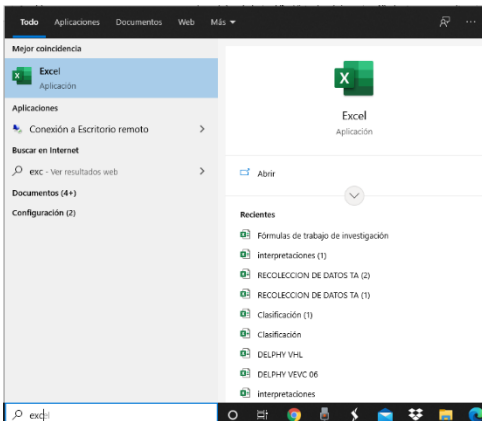 Todo Aplicaciones Documentos Web Más
Mejor coincidencia
Excel
Aplicación
Aplicaciones
Conexión a Escritorio remoto
Buscar en Internet
exc - Ver resultados web
Documentos (4+)
Configuración (2)
Excel
Aplicación
Abrir
Recientes
Fórmulas de trabajo de investigación
interpretaciones (1)
RECOLECCION DE DATOS TA (2)
RECOLECCION DE DATOS TA (1)
Clasificación (1)
Clasificación
DELPHY VHL
DELPHY VEVC 06
interpretaciones
excel